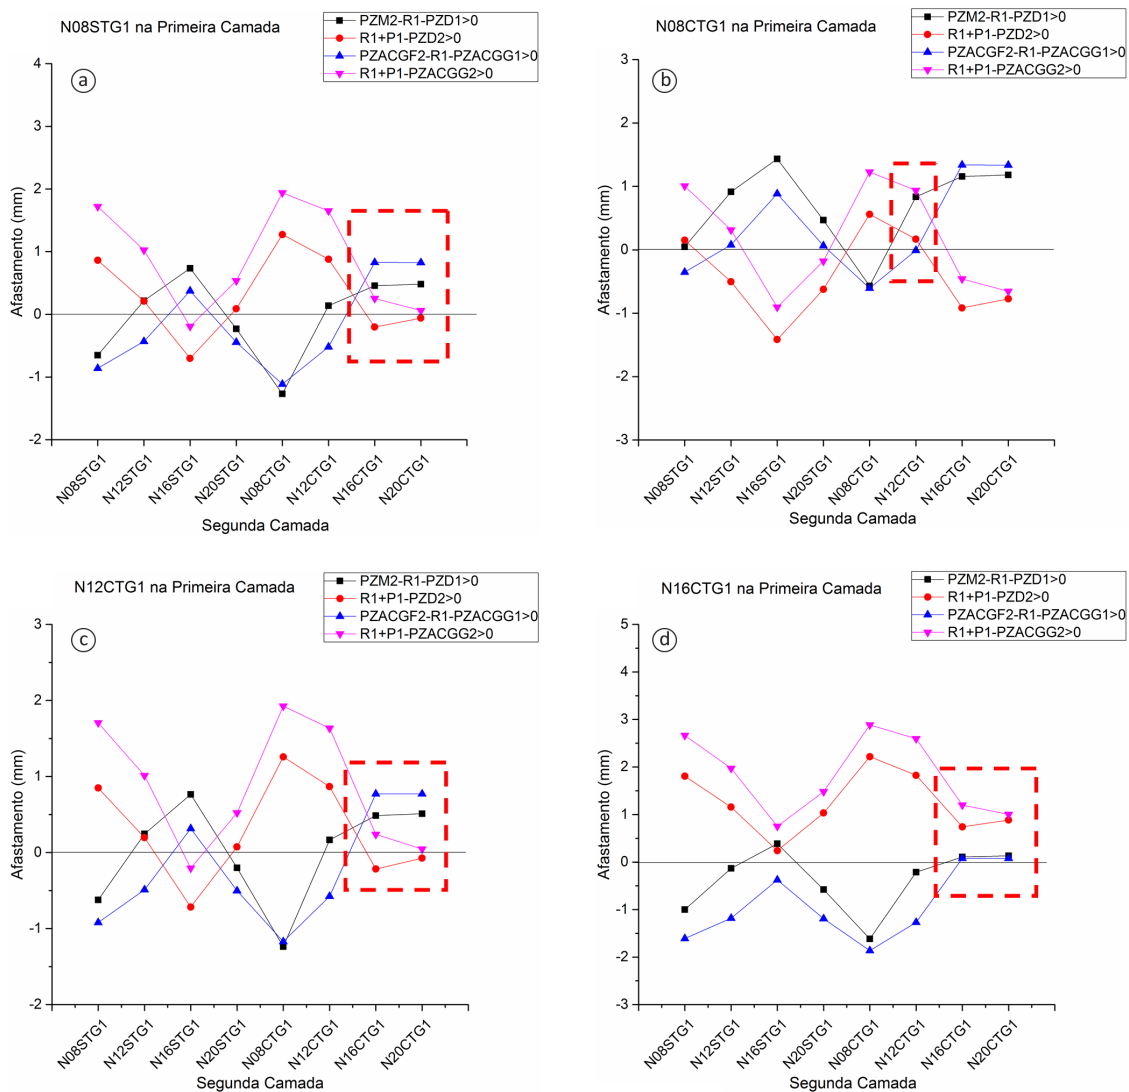 N08STG1 na Primeira Camada
PZM2-R1-PZD1>0
R1+P1-PZD2>0
PZACGF2-R1-PZACGG1>0
R1+P1-PZACGG2>0
a
4
3
2
1
0
-1
-2
Afastamento (mm)
N08STG1
N12STG1
N16STG1
N20STG1
N08CTG1
N12CTG1
N16CTG1
N20CTG1
Segunda Camada
N08CTG1 na Primeira Camada
PZM2-R1-PZD1>0
R1+P1-PZD2>0
PZACGF2-R1-PZACGG1>0
R1+P1-PZACGG2>0
b
3
2
1
0
-1
-2
-3
Afastamento (mm)
N08STG1
N12STG1
N16STG1
N20STG1
N08CTG1
N12CTG1
N16CTG1
N20CTG1
Segunda Camada
N12CTG1 na Primeira Camada
PZM2-R1-PZD1>0
R1+P1-PZD2>0
PZACGF2-R1-PZACGG1>0
R1+P1-PZACGG2>0
c
3
2
1
0
-1
-2
Afastamento (mm)
N08STG1
N12STG1
N16STG1
N20STG1
N08CTG1
N12CTG1
N16CTG1
N20CTG1
Segunda Camada
N16CTG1 na Primeira Camada
PZM2-R1-PZD1>0
R1+P1-PZD2>0
PZACGF2-R1-PZACGG1>0
R1+P1-PZACGG2>0
d
5
4
3
2
1
0
-1
-2
-3
Afastamento (mm)
N08STG1
N12STG1
N16STG1
N20STG1
N08CTG1
N12CTG1
N16CTG1
N20CTG1
Segunda Camada